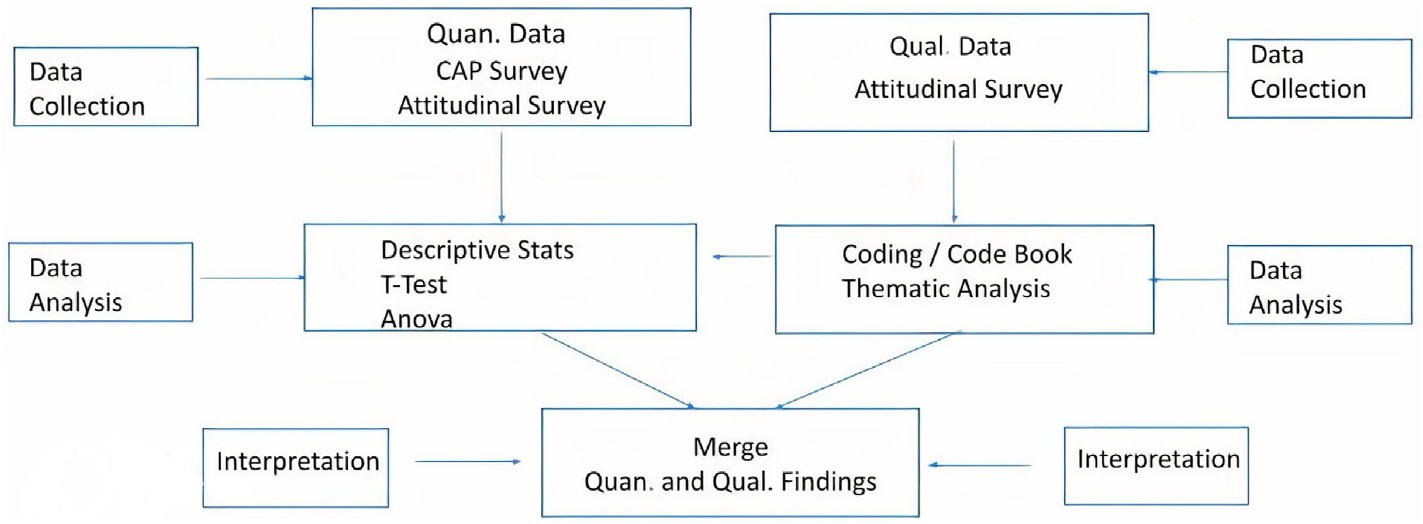 Data
Collection
Quan. Data
CAP Survey
Attitudinal Survey
Qual. Data
Attitudinal Survey
Data
Collection
Data
Analysis
Descriptive Stats
T-Test
Anova
Coding / Code Book
Thematic Analysis
Data
Analysis
Interpretation
Merge
Quan. and Qual. Findings
Interpretation